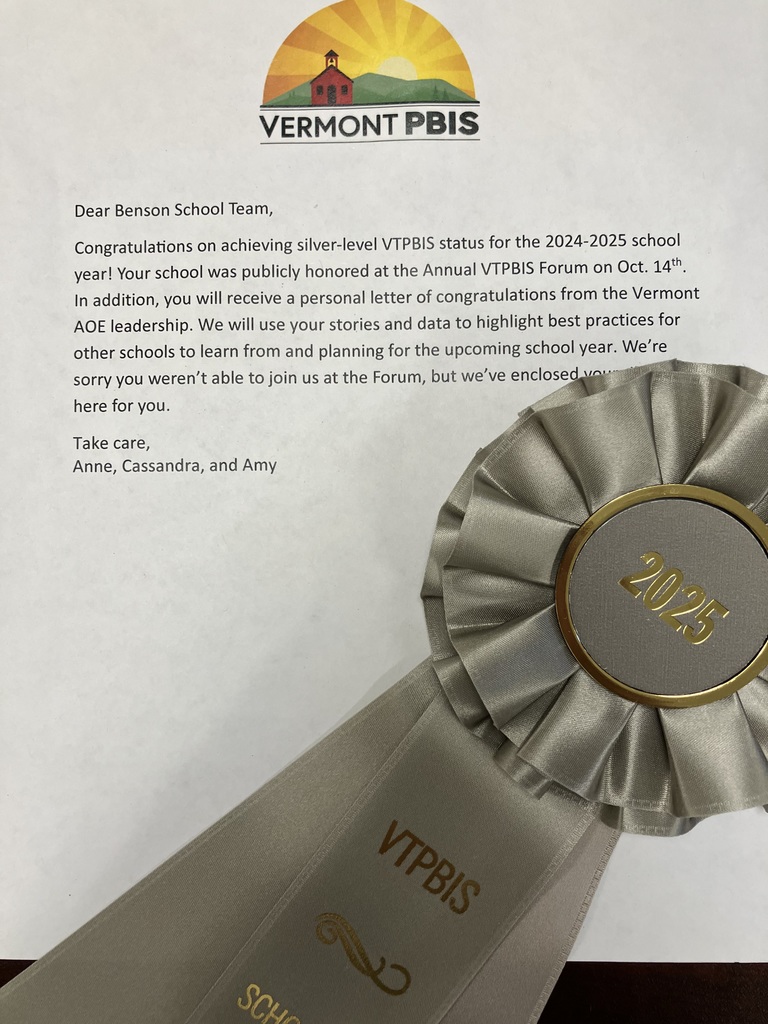 VERMONT PBIS
Dear Benson School Team,
Congratulations on achieving silver-level VTPBIS status for the 2024-2025 school
year! Your school was publicly honored at the Annual VTPBIS Forum on Oct. 14th.
In addition, you will receive a personal letter of congratulations from the Vermont
AOE leadership. We will use your stories and data to highlight best practices for
other schools to learn from and planning for the upcoming school year. We’re
sorry you weren’t able to join us at the Forum, but we’ve enclosed
here for you.
Take care,
Anne, Cassandra, and Amy
2025
VTPBIS